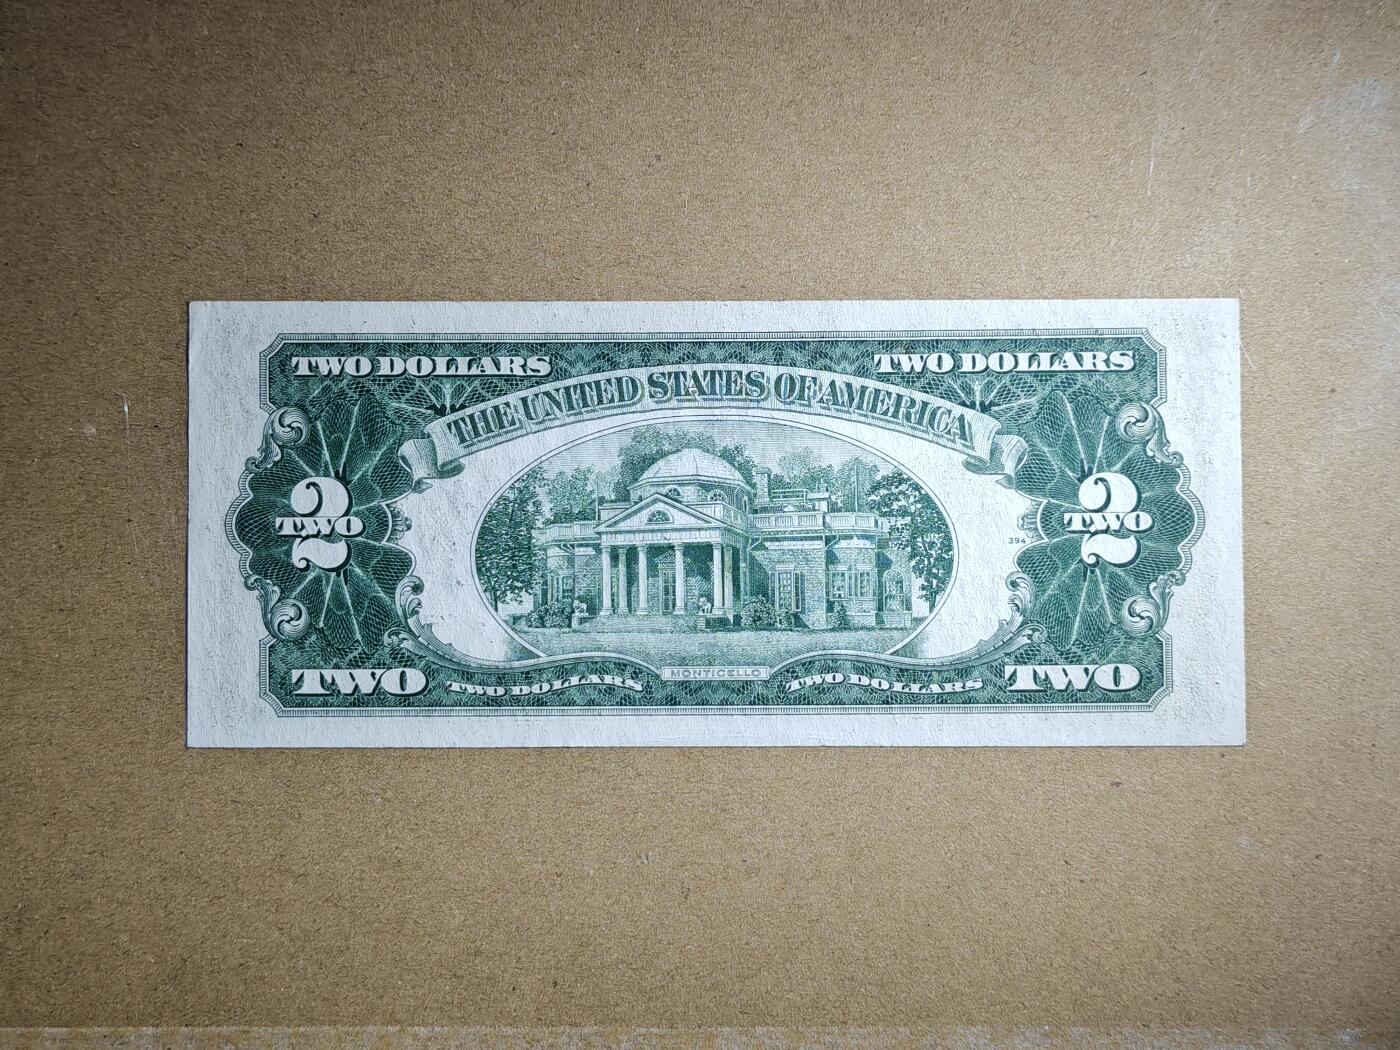 TWO DOLLARS TWO DOLLARS
THE UNITED STATES OF AMERICA
2 2
TWO TWO
394
MONTICELLO
TWO TWO DOLLARS TWO DOLLARS TWO